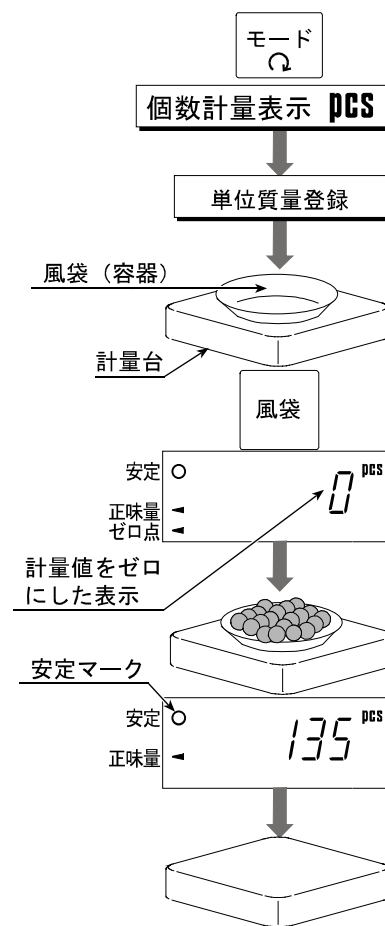 モード
個数計量表示 pcs
単位質量登録
風袋（容器）
計量台
風袋
安定
0 pcs
正味量
ゼロ点
計量値をゼロ
にした表示
安定マーク
安定
135 pcs
正味量